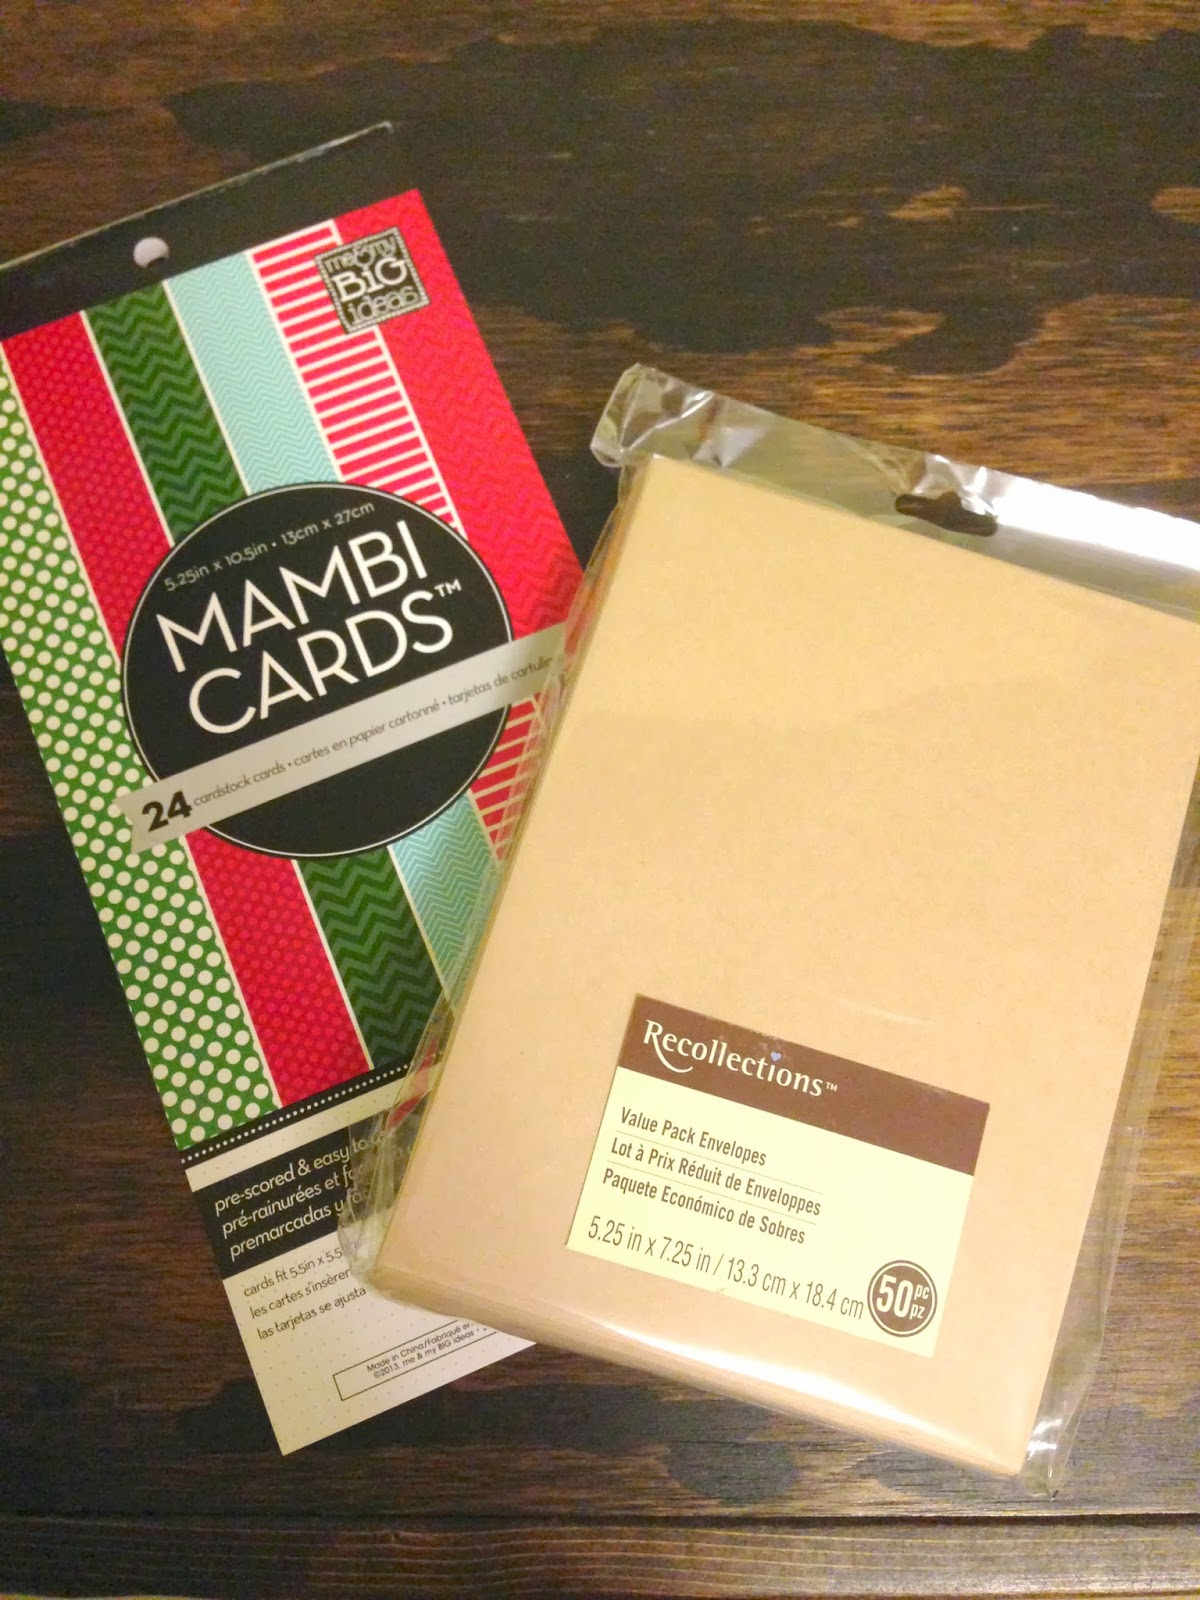 me & my
BIG
ideas
5.25in x 10.5in • 13cm x 27cm
MAMBI
CARDS™
24 cardstock cards • cartes en papier cartonné • tarjetas de
pre-scored & easy to
pré-rainurées et
premarcadas y
cards fit 5.5in x 5.5
les cartes s'insèrent
las tarjetas se
Made in China/Fabriqué en
©2013, me & my BIG ideas •
Recollections™
Value Pack Envelopes
Lot à Prix Réduit de Enveloppes
Paquete Económico de Sobres
5.25 in x 7.25 in / 13.3 cm x 18.4 cm
50 pc
pz